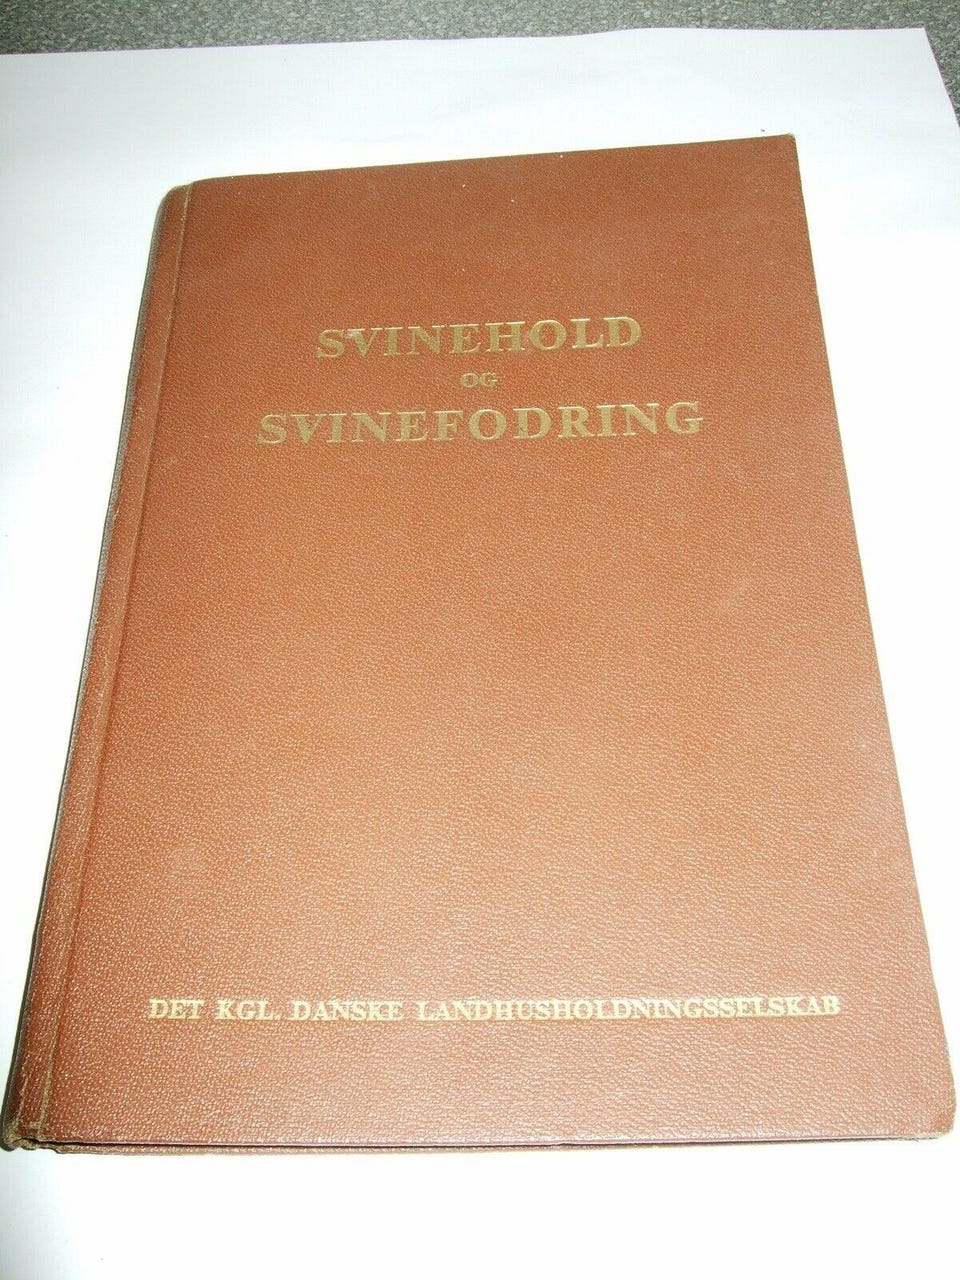 SVINEHOLD
OG
SVINEFODRING
DET KGL. DANSKE LANDHUSHOLDNINGSSELSKAB